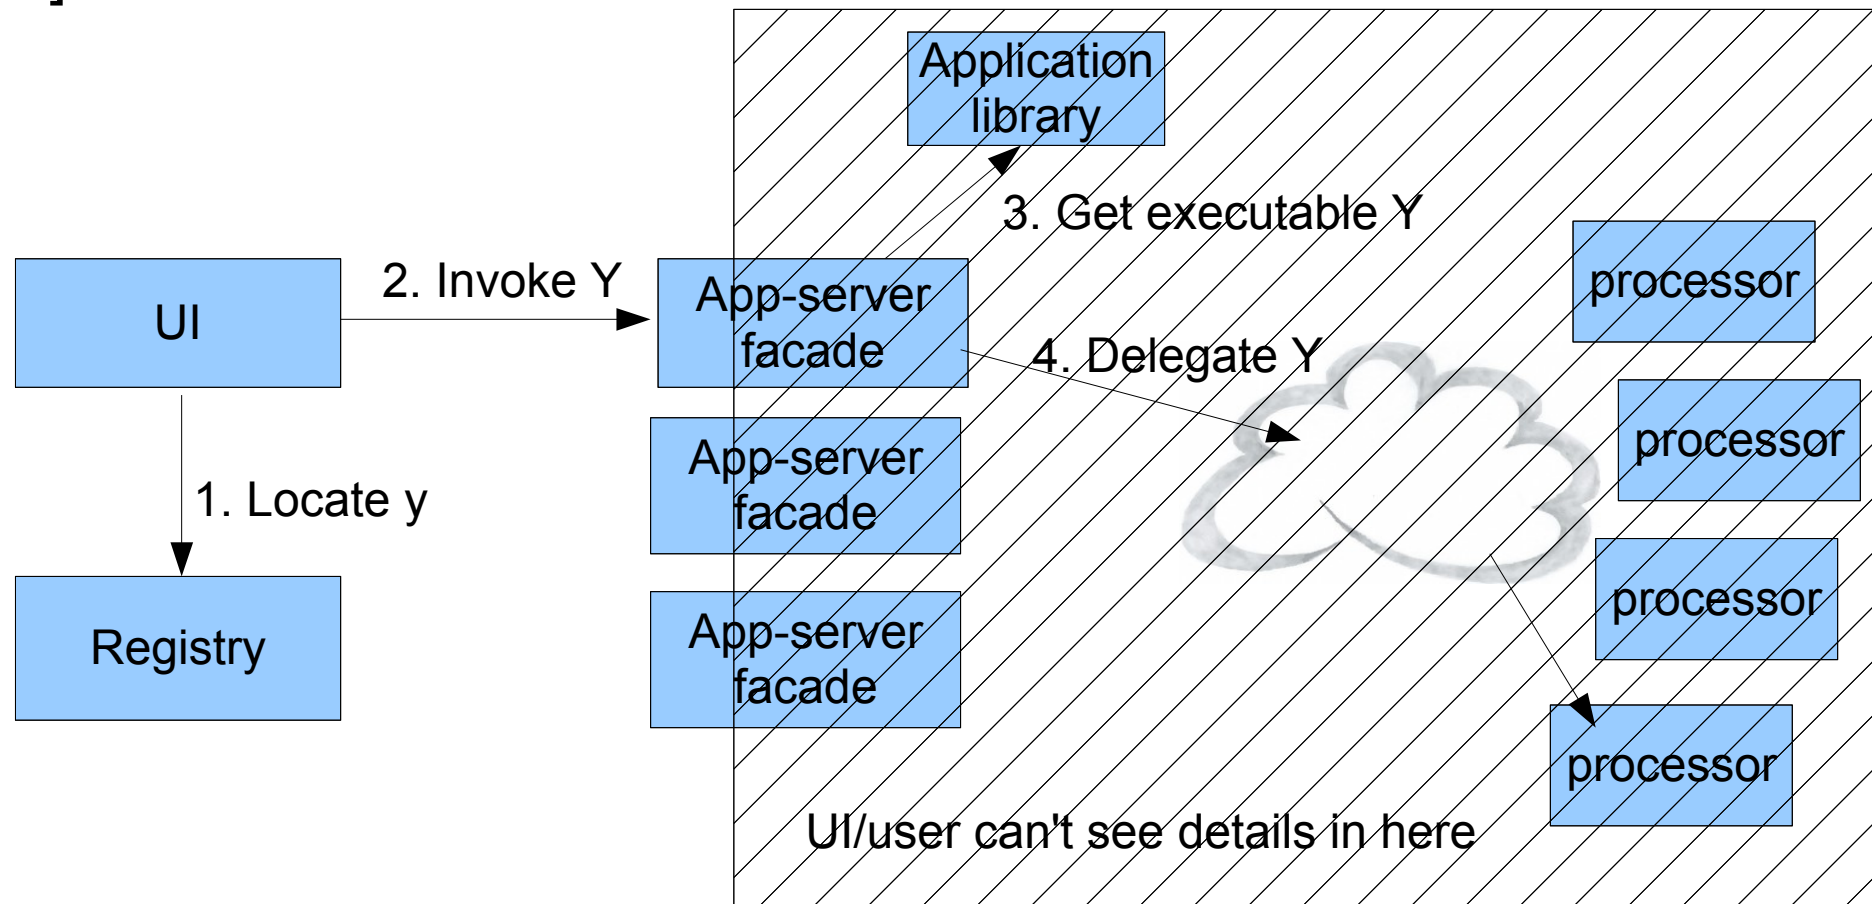 ]
Application
library
3. Get executable Y
UI
2. Invoke Y
App-server
facade
processor
4. Delegate Y
processor
App-server
facade
1. Locate y
processor
Registry
App-server
facade
processor
UI/user can't see details in here